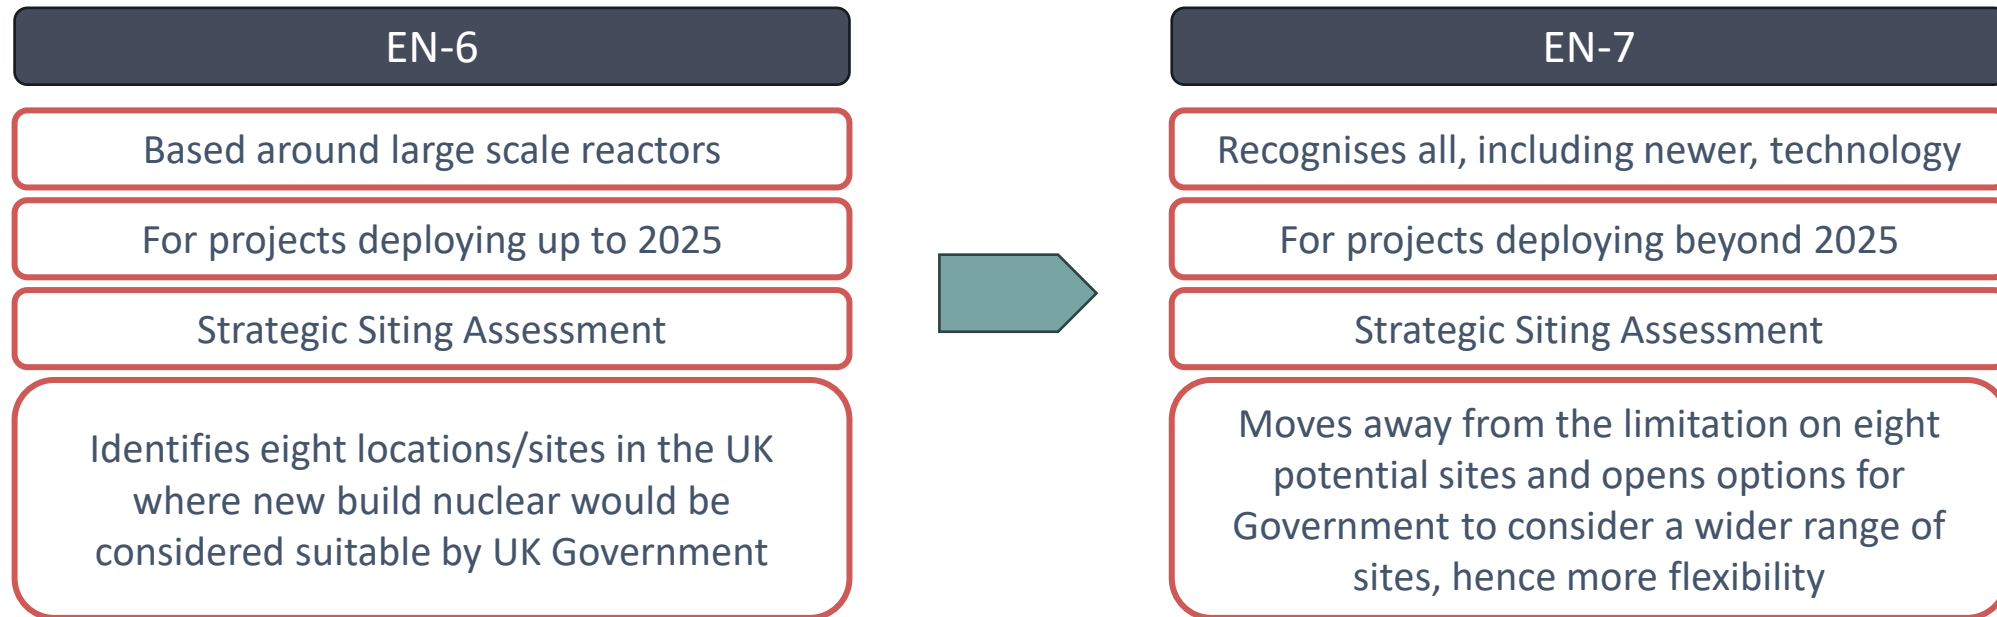 EN-6
Based around large scale reactors
For projects deploying up to 2025
Strategic Siting Assessment
Identifies eight locations/sites in the UK
where new build nuclear would be
considered suitable by UK Government
EN-7
Recognises all, including newer, technology
For projects deploying beyond 2025
Strategic Siting Assessment
Moves away from the limitation on eight
potential sites and opens options for
Government to consider a wider range of
sites, hence more flexibility